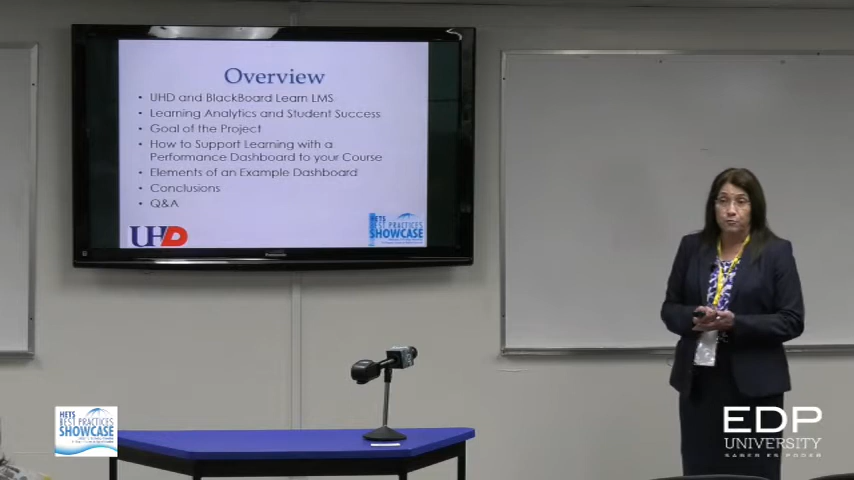 Overview
• UHD and BlackBoard Learn LMS
• Learning Analytics and Student Success
• Goal of the Project
• How to Support Learning with a
Performance Dashboard to your Course
• Elements of an Example Dashboard
• Conclusions
• Q&A
UHD
HETS
BEST PRACTICES
SHOWCASE
Panasonic
HETS
BEST PRACTICES
SHOWCASE
EDP
UNIVERSITY
SABER ES PODER